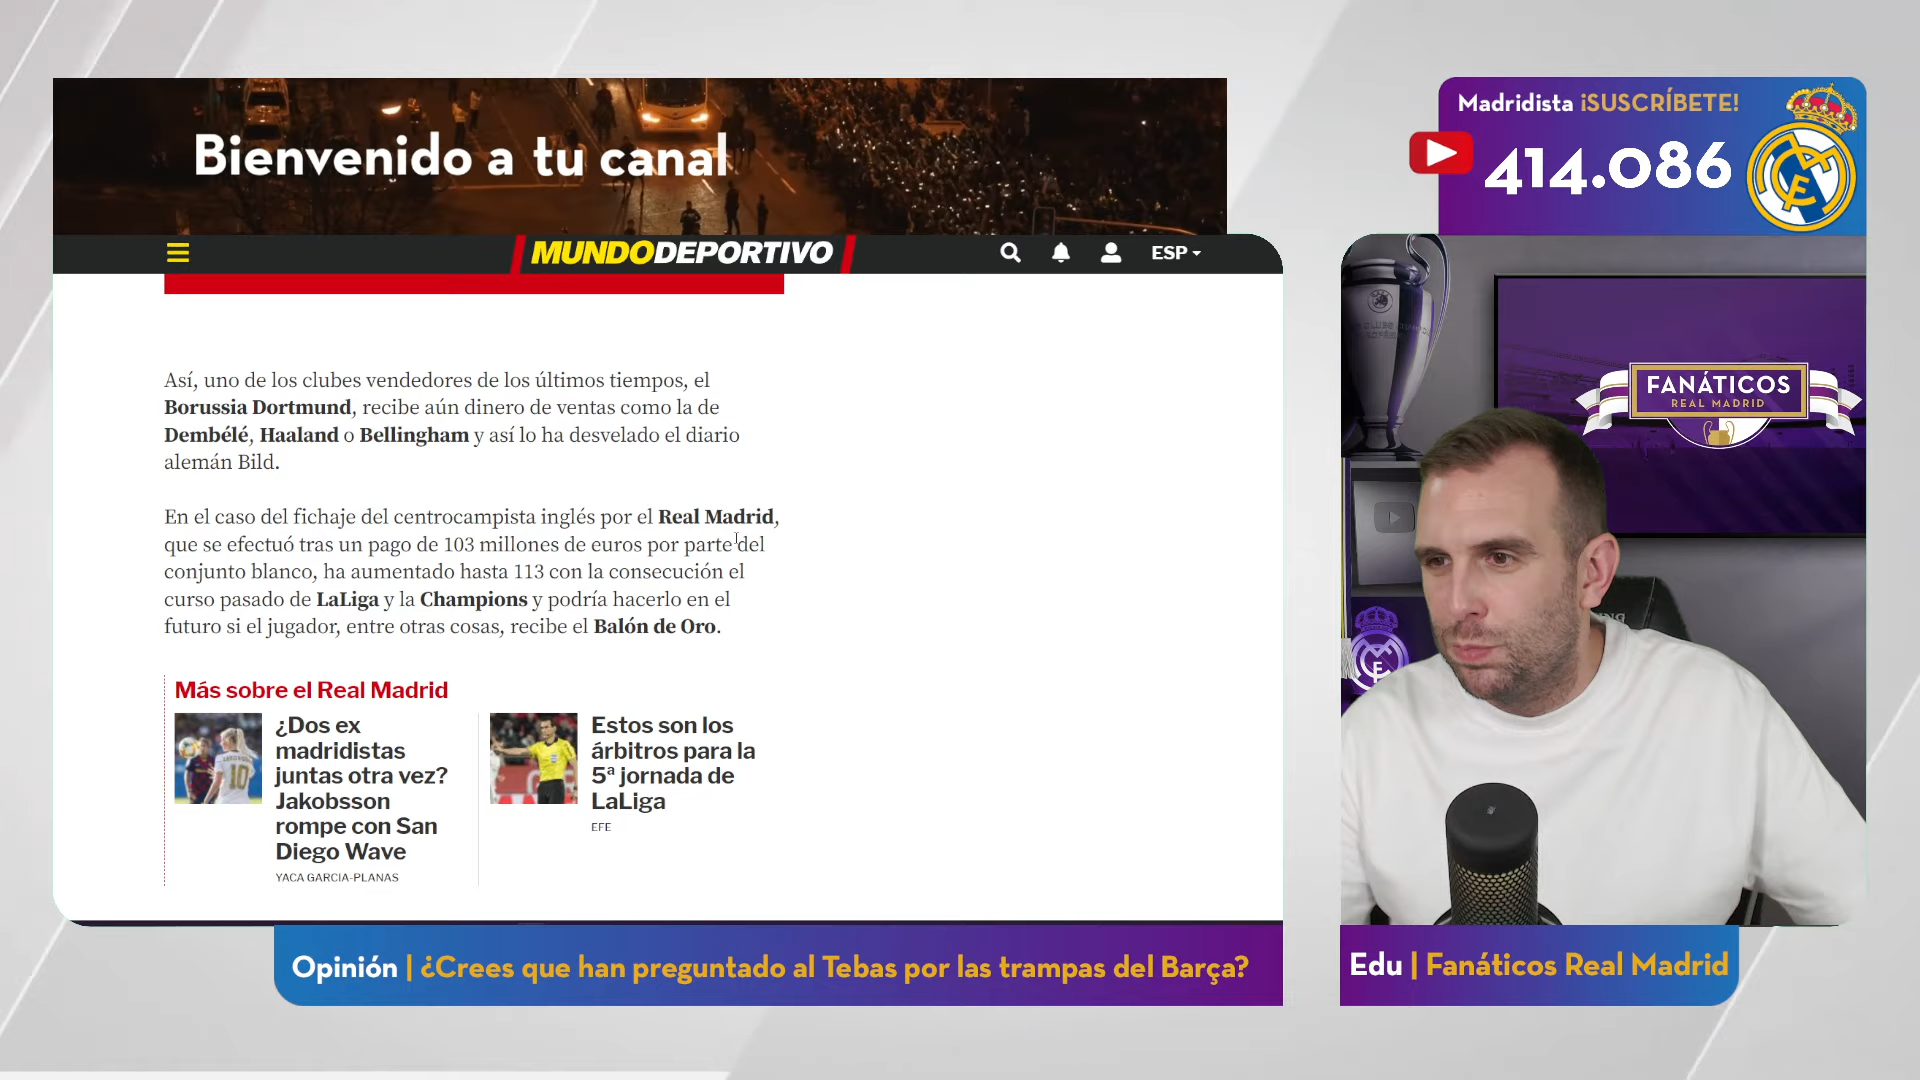 Bienvenido a tu canal
Madridista ¡SUSCRÍBETE!
414.086
MUNDODEPORTIVO
ESP
Así, uno de los clubes vendedores de los últimos tiempos, el
Borussia Dortmund, recibe aún dinero de ventas como la de
Dembélé, Haaland o Bellingham y así lo ha desvelado el diario
alemán Bild.
En el caso del fichaje del centrocampista inglés por el Real Madrid,
que se efectuó tras un pago de 103 millones de euros por parte del
conjunto blanco, ha aumentado hasta 113 con la consecución el
curso pasado de LaLiga y la Champions y podría hacerlo en el
futuro si el jugador, entre otras cosas, recibe el Balón de Oro.
Más sobre el Real Madrid
¿Dos ex
madridistas
juntas otra vez?
Jakobsson
rompe con San
Diego Wave
YACA GARCIA-PLANAS
10
Estos son los
árbitros para la
5ª jornada de
LaLiga
EFE
FANÁTICOS
REAL MADRID
Opinión | ¿Crees que han preguntado al Tebas por las trampas del Barça?
Edu | Fanáticos Real Madrid